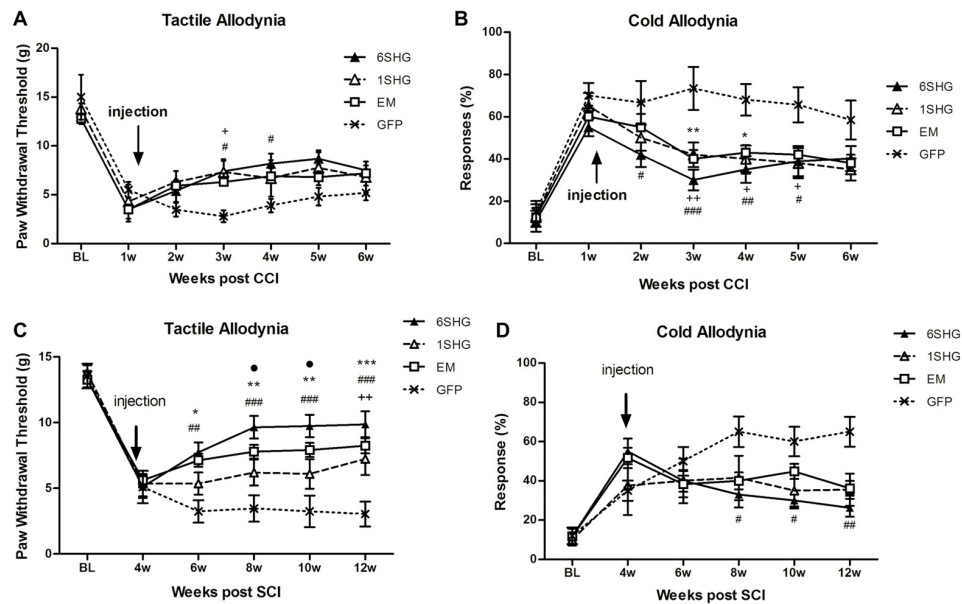 A
Tactile Allodynia
Paw Withdrawal Threshold (g)
20
15
10
5
0
injection
+
#
#
6SHG
1SHG
EM
GFP
BL 1w 2w 3w 4w 5w 6w
Weeks post CCI
B
Cold Allodynia
Responses (%)
100
80
60
40
20
0
injection
#
**
++
###
*
+
##
+
#
6SHG
1SHG
EM
GFP
BL 1w 2w 3w 4w 5w 6w
Weeks post CCI
C
Tactile Allodynia
Paw Withdrawal Threshold (g)
15
10
5
0
injection
*
##
•
**
###
•
**
###
***
###
++
6SHG
1SHG
EM
GFP
BL 4w 6w 8w 10w 12w
Weeks post SCI
D
Cold Allodynia
Response (%)
100
80
60
40
20
0
injection
#
#
##
6SHG
1SHG
EM
GFP
BL 4w 6w 8w 10w 12w
Weeks post SCI